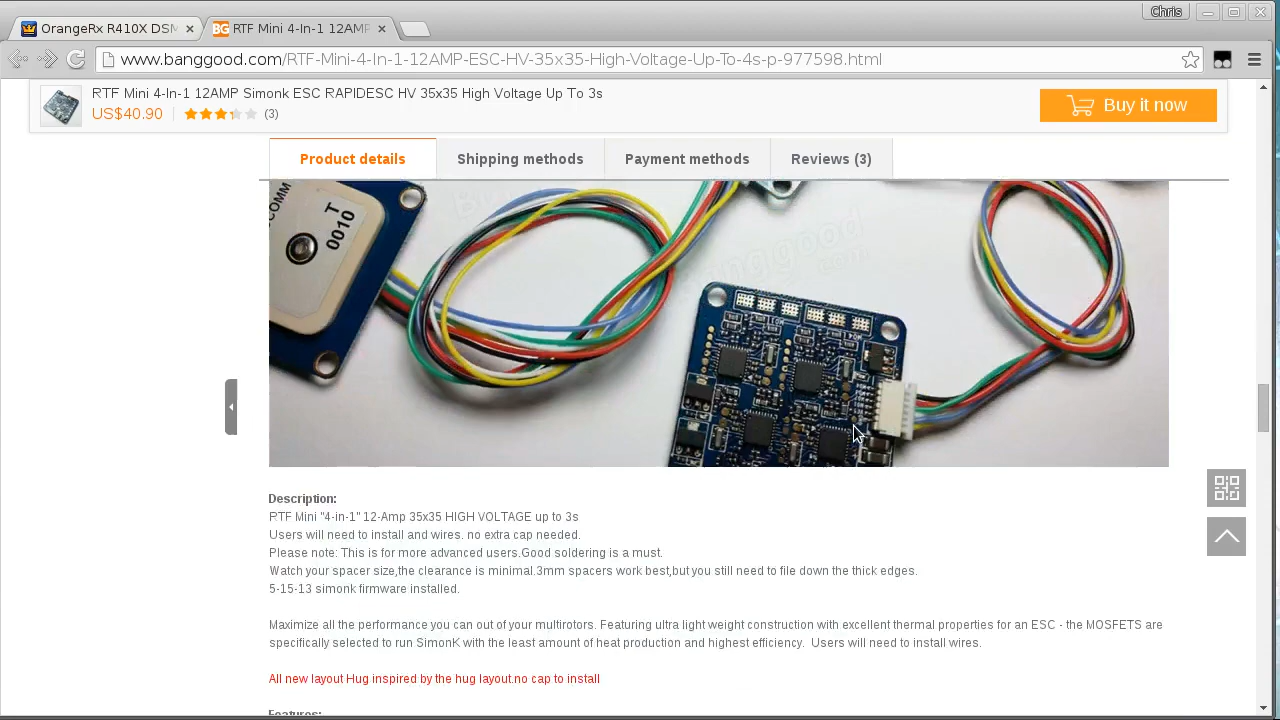 Chris
OrangeRx R410X DSM
RTF Mini 4-In-1 12AMP
www.banggood.com/RTF-Mini-4-In-1-12AMP-ESC-HV-35x35-High-Voltage-Up-To-4s-p-977598.html
RTF Mini 4-In-1 12AMP Simonk ESC RAPIDESC HV 35x35 High Voltage Up To 3s
US$40.90 (3)
Buy it now
Product details
Shipping methods
Payment methods
Reviews (3)
T
0010
Banggood
.com
Description:
RTF Mini "4-in-1" 12-Amp 35x35 HIGH VOLTAGE up to 3s
Users will need to install and wires. no extra cap needed.
Please note: This is for more advanced users.Good soldering is a must.
Watch your spacer size,the clearance is minimal.3mm spacers work best,but you still need to file down the thick edges.
5-15-13 simonk firmware installed.
Maximize all the performance you can out of your multirotors. Featuring ultra light weight construction with excellent thermal properties for an ESC - the MOSFETS are
specifically selected to run SimonK with the least amount of heat production and highest efficiency. Users will need to install wires.
All new layout Hug inspired by the hug layout.no cap to install
Features: